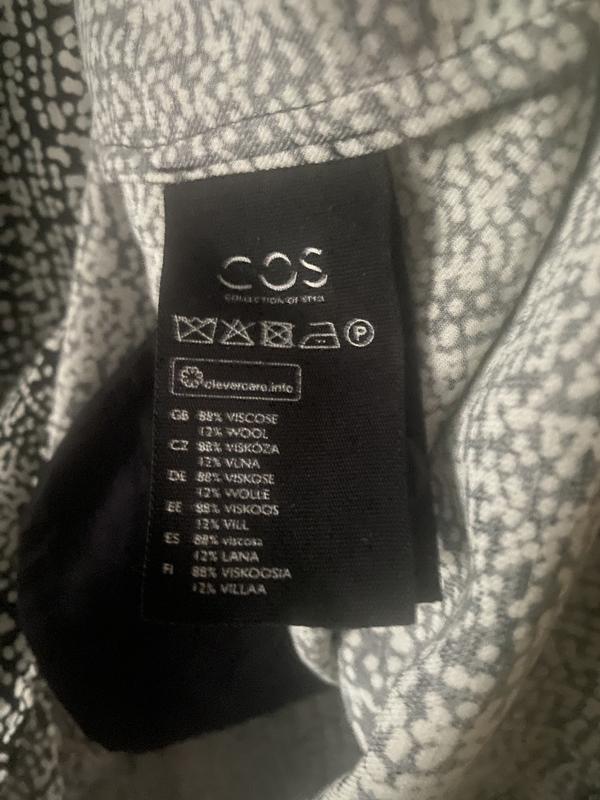 COS
COLLECTION OF STYLE
P
clevercare.info
GB 88% VISCOSE
12% WOOL
CZ 88% VISKÓZA
12% VLNA
DE 88% VISKOSE
12% WOLLE
EE 88% VISKOOS
12% VILL
ES 88% viscosa
12% LANA
FI 88% VISKOOSIA
12% VILLAA